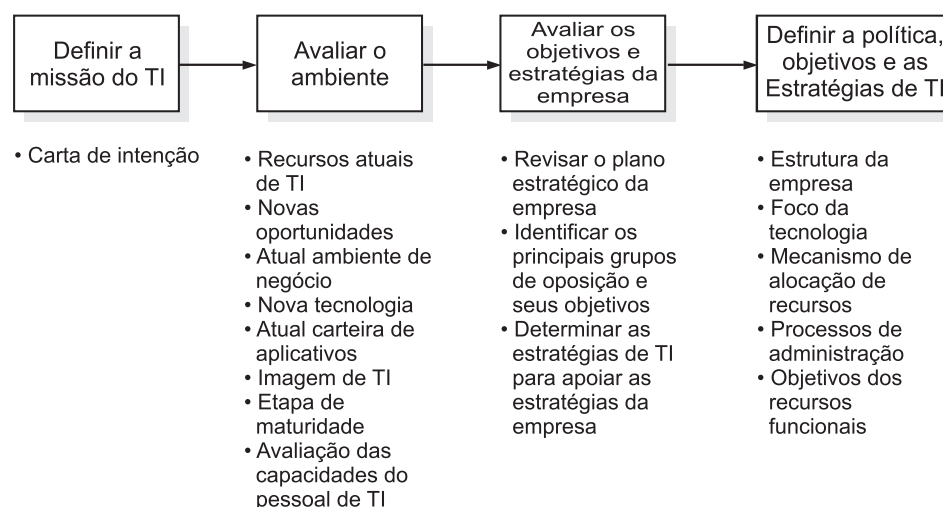 Definir a
missão do TI
Avaliar o
ambiente
Avaliar os
objetivos e
estratégias da
empresa
Definir a política,
objetivos e as
Estratégias de TI
• Carta de intenção
• Recursos atuais
de TI
• Novas
oportunidades
• Atual ambiente de
negócio
• Nova tecnologia
• Atual carteira de
aplicativos
• Imagem de TI
• Etapa de
maturidade
• Avaliação das
capacidades do
pessoal de TI
• Revisar o plano
estratégico da
empresa
• Identificar os
principais grupos
de oposição e
seus objetivos
• Determinar as
estratégias de TI
para apoiar as
estratégias da
empresa
• Estrutura da
empresa
• Foco da
tecnologia
• Mecanismo de
alocação de
recursos
• Processos de
administração
• Objetivos dos
recursos
funcionais